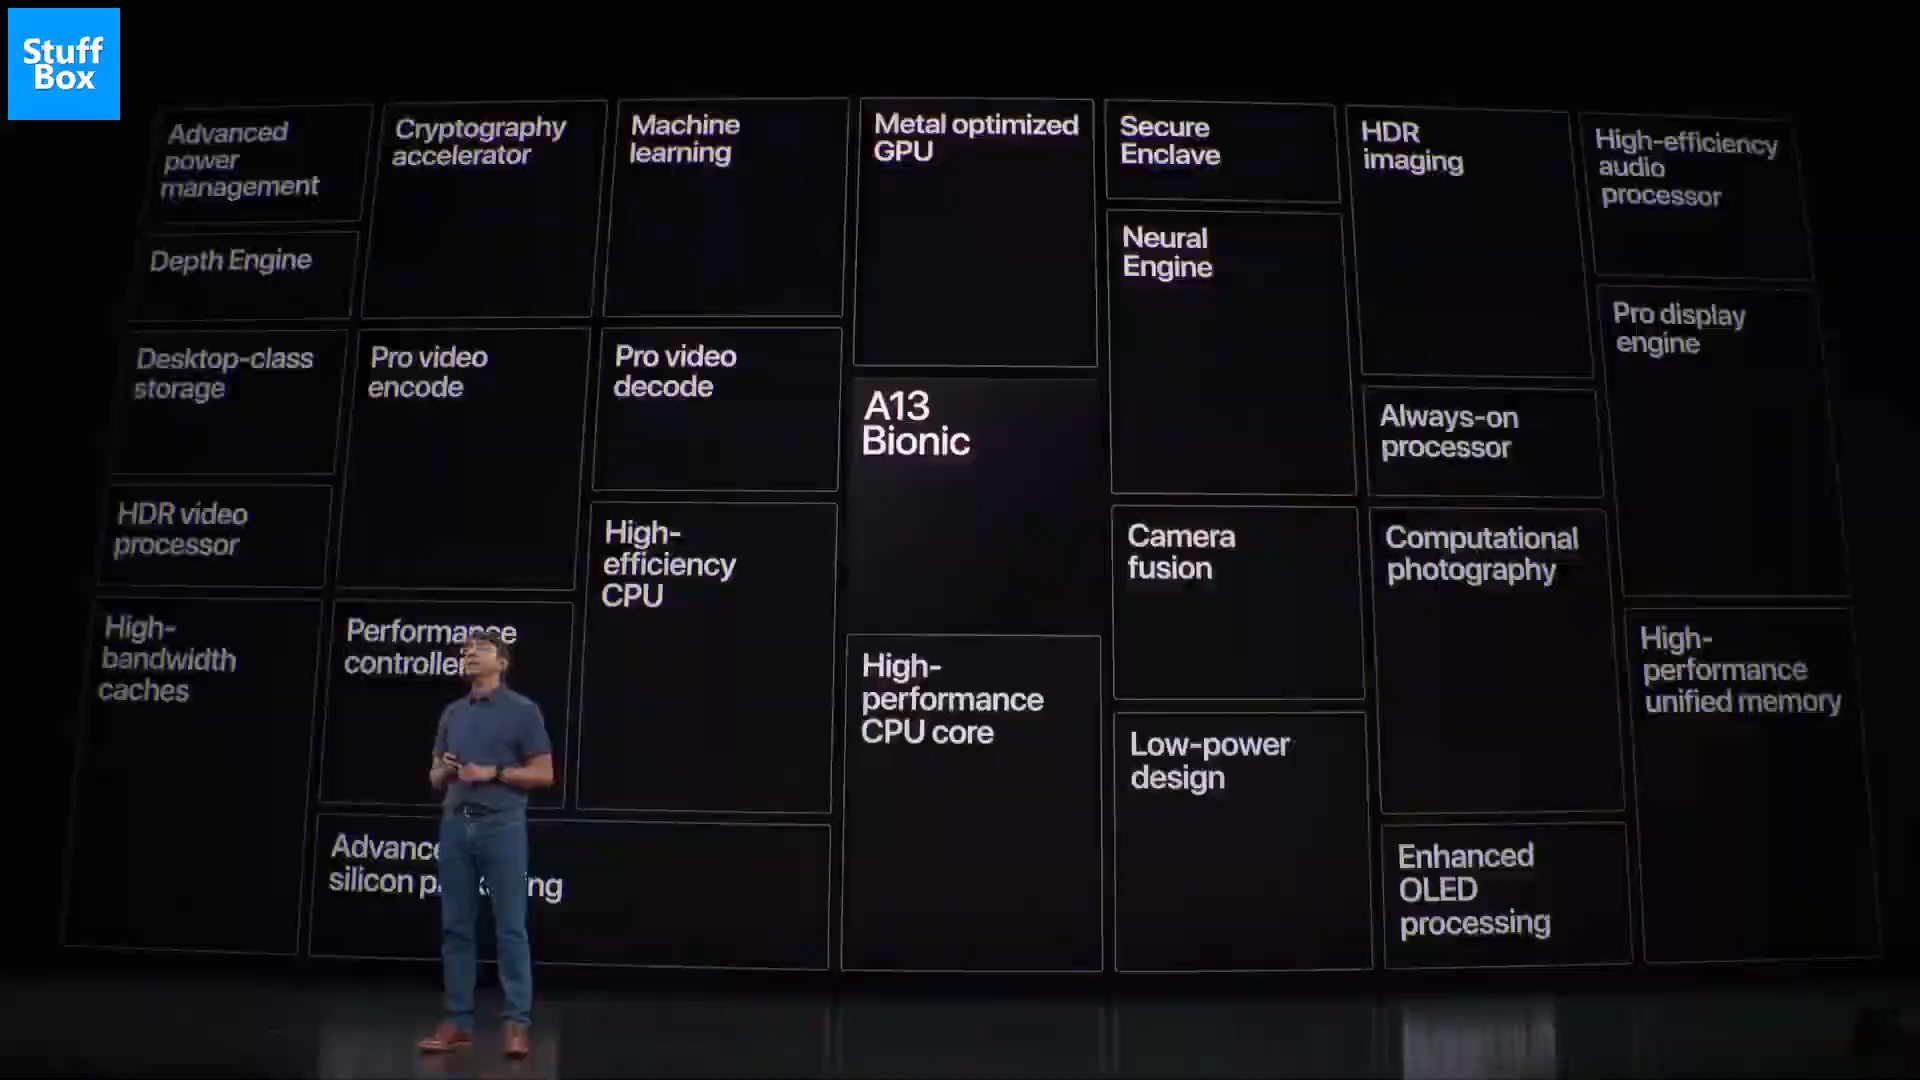 Stuff
Box
Advanced
power
management
Cryptography
accelerator
Machine
learning
Metal optimized
GPU
Secure
Enclave
HDR
imaging
High-efficiency
audio
processor
Depth Engine
Neural
Engine
Pro display
engine
Desktop-class
storage
Pro video
encode
Pro video
decode
A13
Bionic
Always-on
processor
HDR video
processor
High-
efficiency
CPU
Camera
fusion
Computational
photography
High-
bandwidth
caches
Performance
controller
High-
performance
CPU core
High-
performance
unified memory
Low-power
design
Advanc
silicon p ng
Enhanced
OLED
processing